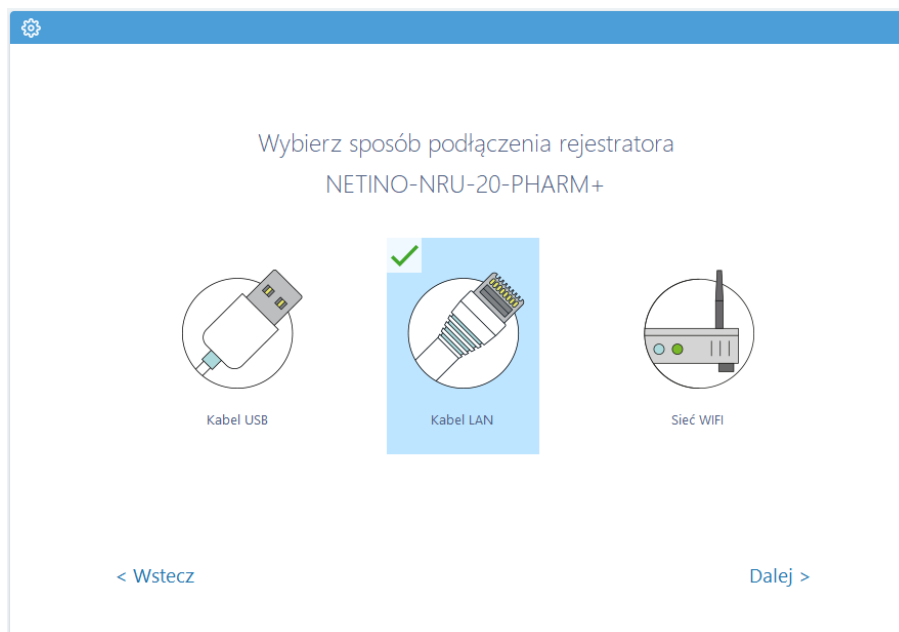 Wybierz sposób podłączenia rejestratora
NETINO-NRU-20-PHARM+
Kabel USB
Kabel LAN
Sieć WIFI
< Wstecz
Dalej >